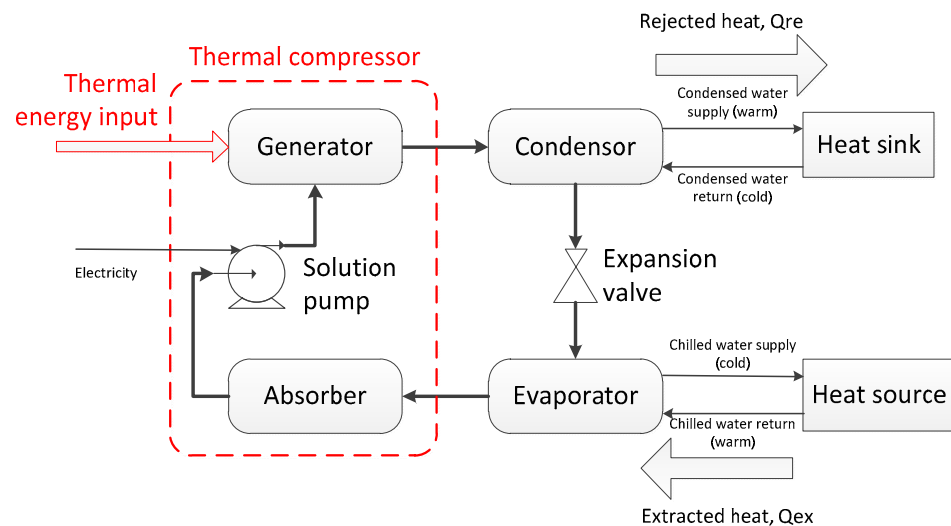 Rejected heat, Qre
Thermal compressor
Thermal
energy input
Condensed water
supply (warm)
Generator
Condensor
Heat sink
Condensed water
return (cold)
Electricity
Solution
pump
Expansion
valve
Chilled water supply
(cold)
Absorber
Evaporator
Heat source
Chilled water return
(warm)
Extracted heat, Qex